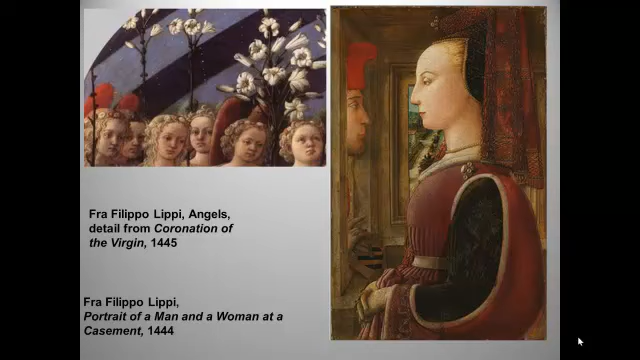 Fra Filippo Lippi, Angels,
detail from Coronation of
the Virgin, 1445
Fra Filippo Lippi,
Portrait of a Man and a Woman at a
Casement, 1444